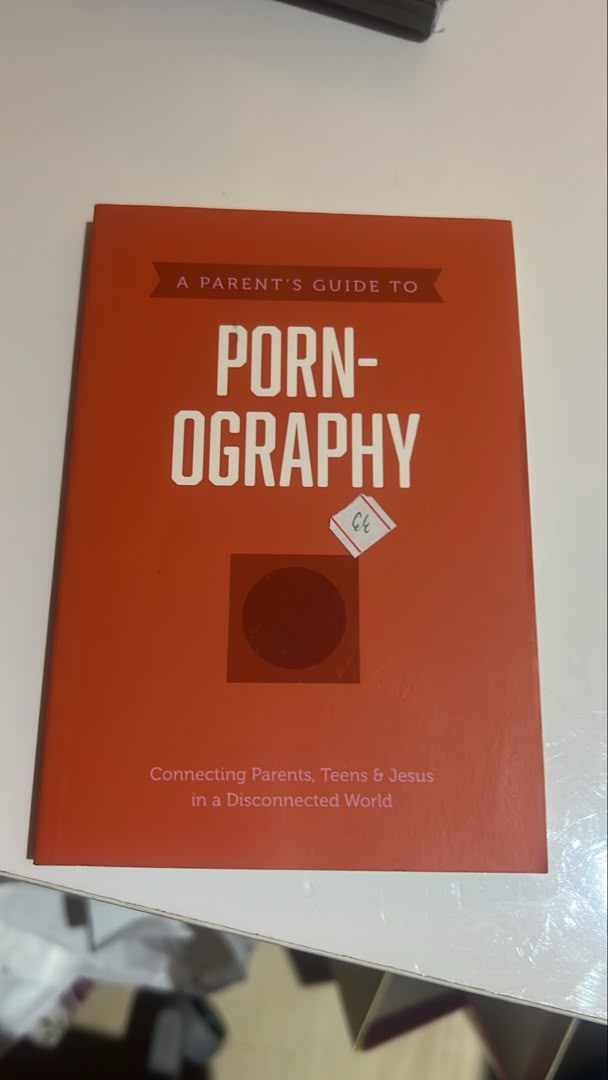 A PARENT'S GUIDE TO
PORN-
OGRAPHY
Connecting Parents, Teens & Jesus
in a Disconnected World